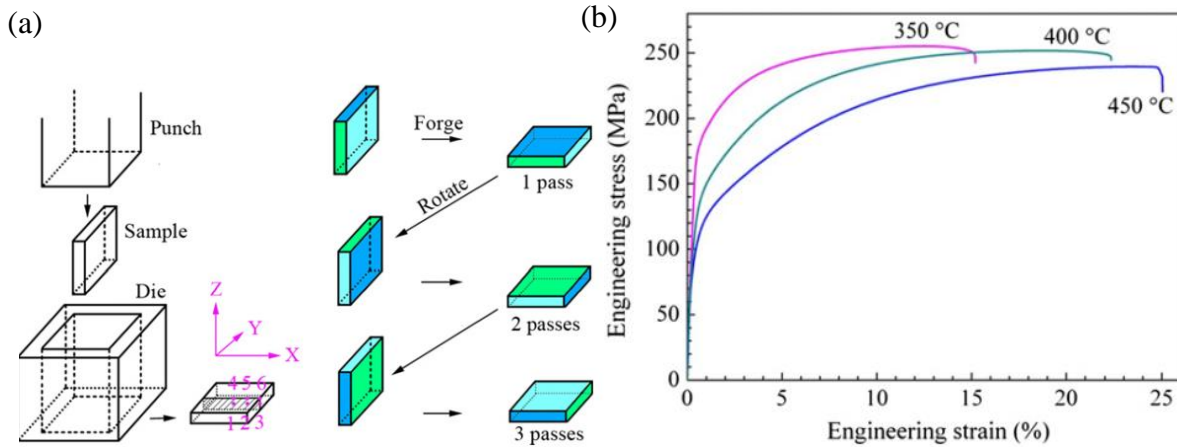 (a)
Punch
Sample
Die
Z
Y
X
4 5 6
1 2 3
Forge
1 pass
Rotate
2 passes
3 passes
(b)
Engineering stress (MPa)
250
200
150
100
50
0
350 °C
400 °C
450 °C
0 5 10 15 20 25
Engineering strain (%)